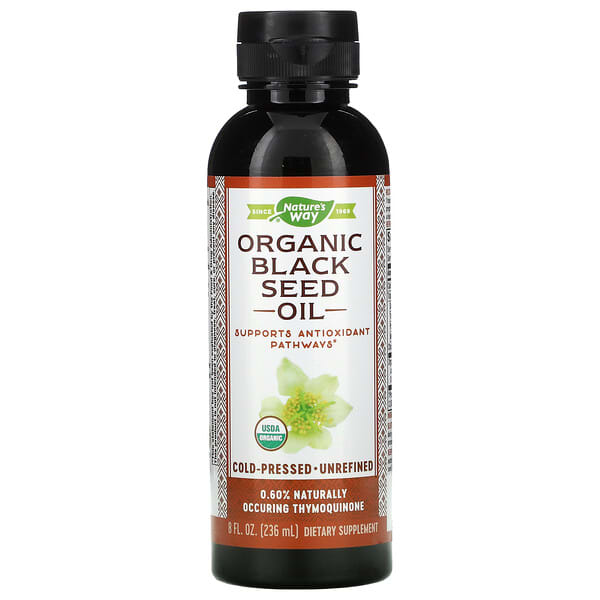 SINCE Nature's Way 1969
ORGANIC
BLACK
SEED
OIL
SUPPORTS ANTIOXIDANT
PATHWAYS*
USDA
ORGANIC
COLD-PRESSED • UNREFINED
0.60% NATURALLY
OCCURING THYMOQUINONE
8 FL. OZ. (236 mL) DIETARY SUPPLEMENT